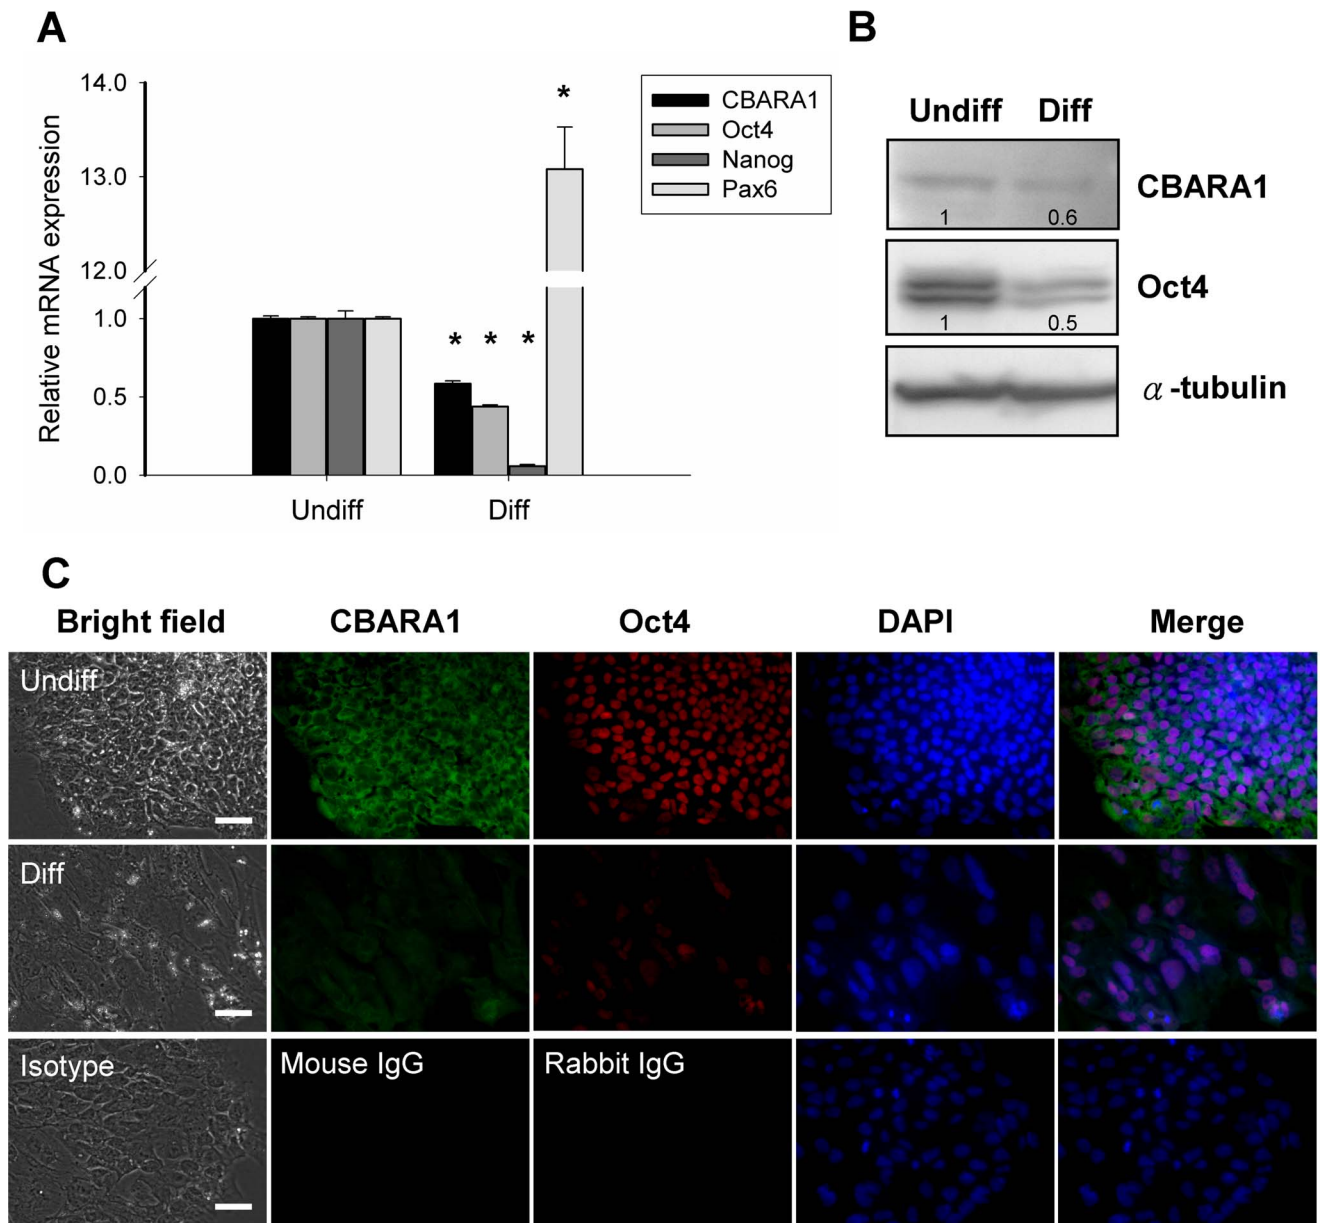 A
14.0
13.0
12.0
1.0
0.5
0.0
Relative mRNA expression
*
* * *
Undiff Diff
CBARA1
Oct4
Nanog
Pax6
B
Undiff Diff
CBARA1
1 0.6
Oct4
1 0.5
α-tubulin
C
Bright field CBARA1 Oct4 DAPI Merge
Undiff
Diff
Isotype Mouse IgG Rabbit IgG